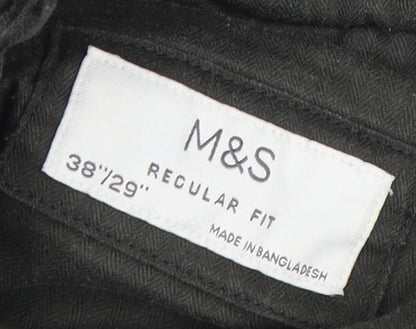 M&S
REGULAR FIT
38"/29"
MADE IN BANGLADESH